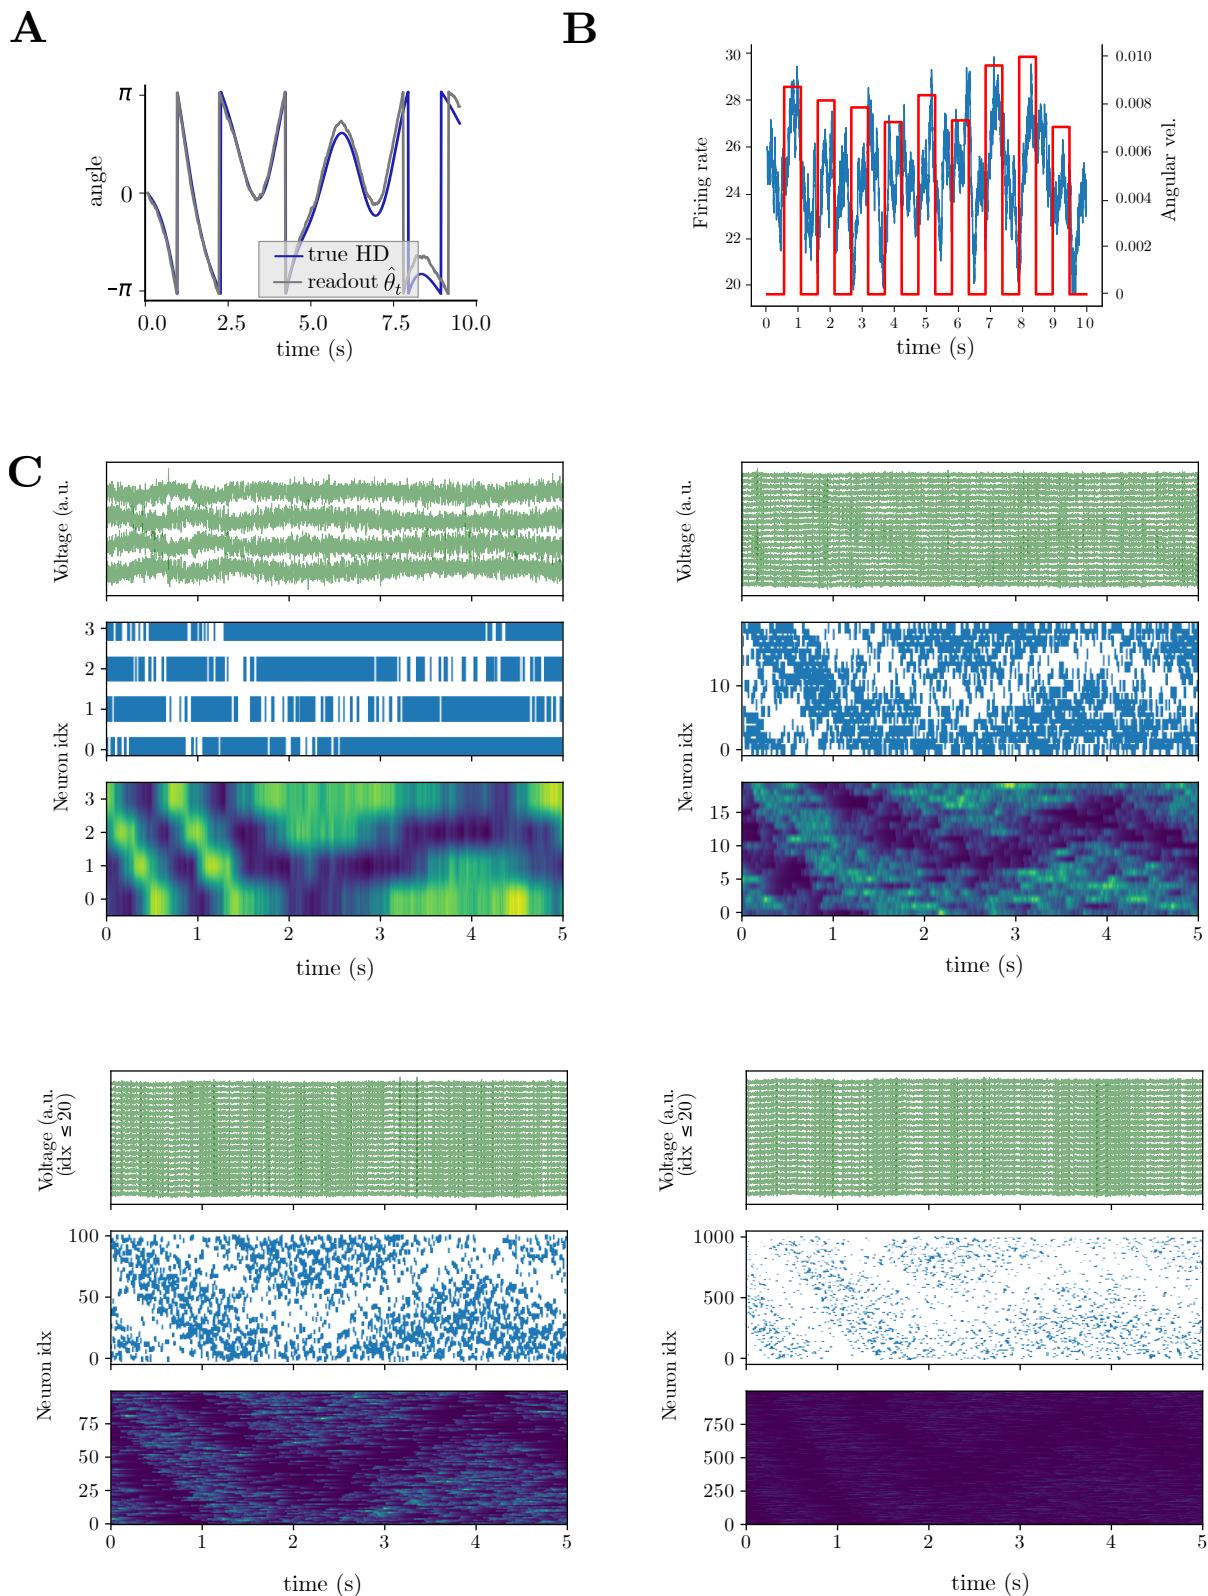 A
π
0
−π
angle
true HD
readout θ̂_t
0.0 2.5 5.0 7.5 10.0
time (s)
B
30
28
26
24
22
20
Firing rate
0.010
0.008
0.006
0.004
0.002
0
Angular vel.
0 1 2 3 4 5 6 7 8 9 10
time (s)
C
Voltage (a.u.
3
2
1
0
Neuron idx
3
2
1
0
0 1 2 3 4 5
time (s)
Voltage (a.u.
10
0
Neuron idx
15
10
5
0
0 1 2 3 4 5
time (s)
Voltage (a.u.
(idx ≤ 20)
100
50
0
Neuron idx
75
50
25
0
0 1 2 3 4 5
time (s)
Voltage (a.u.
(idx ≤ 20)
1000
500
0
Neuron idx
750
500
250
0
0 1 2 3 4 5
time (s)